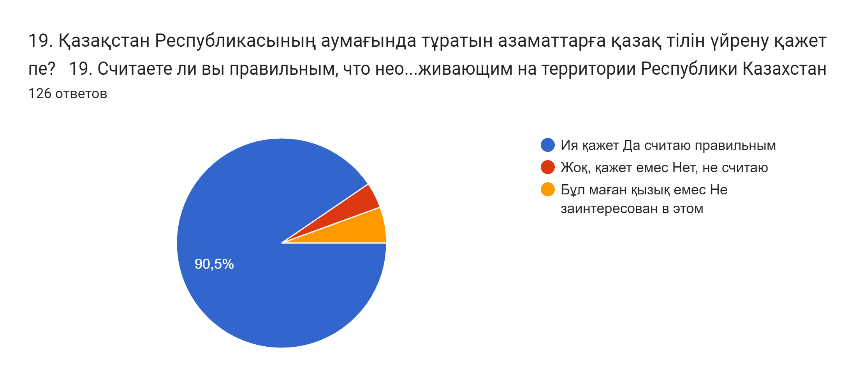 19. Қазақстан Республикасының аумағында тұратын азаматтарға қазақ тілін үйрену қажет
пе? 19. Считаете ли вы правильным, что нео...живающим на территории Республики Казахстан
126 ответов
Ия қажет Да считаю правильным
Жоқ, қажет емес Нет, не считаю
Бұл маған қызық емес Не
заинтересован в этом
90,5%